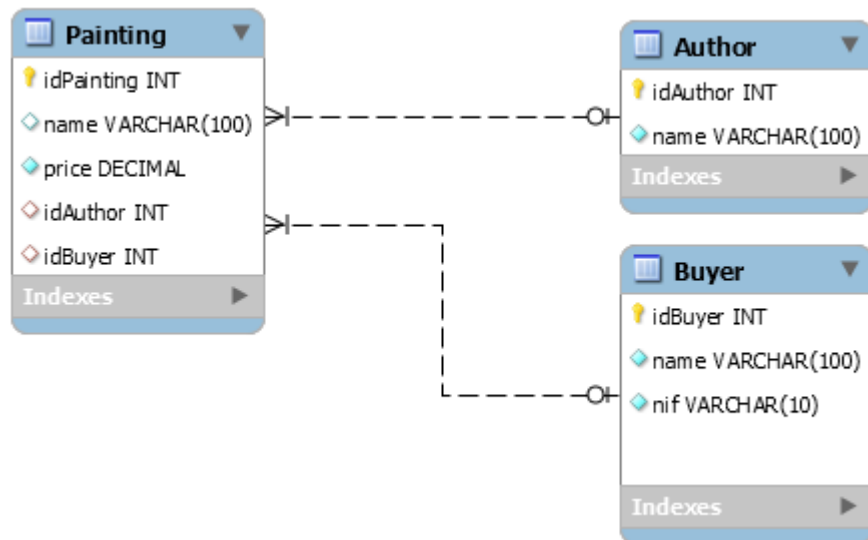 Painting
idPainting INT
name VARCHAR(100)
price DECIMAL
idAuthor INT
idBuyer INT
Indexes
Author
idAuthor INT
name VARCHAR(100)
Indexes
Buyer
idBuyer INT
name VARCHAR(100)
nif VARCHAR(10)
Indexes